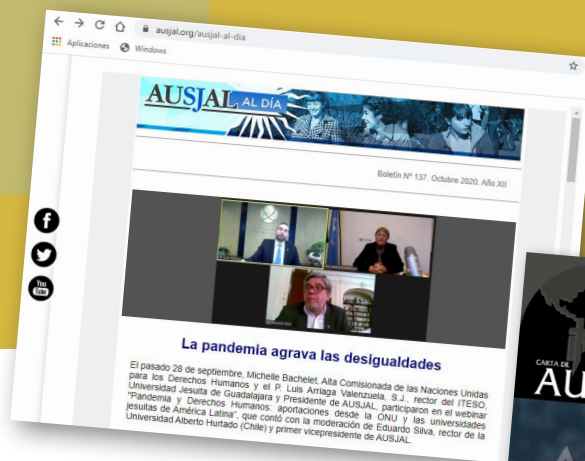 ausjal.org/ausjal-al-dia
Aplicaciones Windows
AUSJAL AL DÍA
Boletín N° 137. Octubre 2020. Año XII
f
You
Tube
La pandemia agrava las desigualdades
El pasado 28 de septiembre, Michelle Bachelet, Alta Comisionada de las Naciones Unidas
para los Derechos Humanos y el P. Luis Arriaga Valenzuela, S.J., rector del ITESO,
Universidad Jesuita de Guadalajara y Presidente de AUSJAL, participaron en el webinar
"Pandemia y Derechos Humanos: aportaciones desde la ONU y las universidades
jesuitas de América Latina", que contó con la moderación de Eduardo Silva, rector de la
Universidad Alberto Hurtado (Chile) y primer vicepresidente de AUSJAL.
CARTA DE
AU